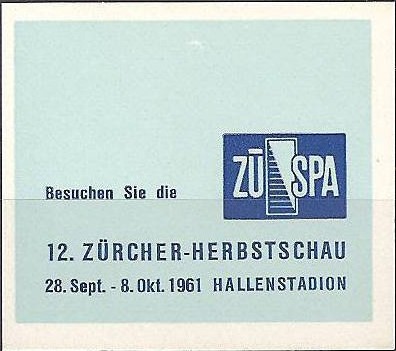 ZÜSPA
Besuchen Sie die
12. ZÜRCHER-HERBSTSCHAU
28. Sept. - 8. Okt. 1961 HALLENSTADION